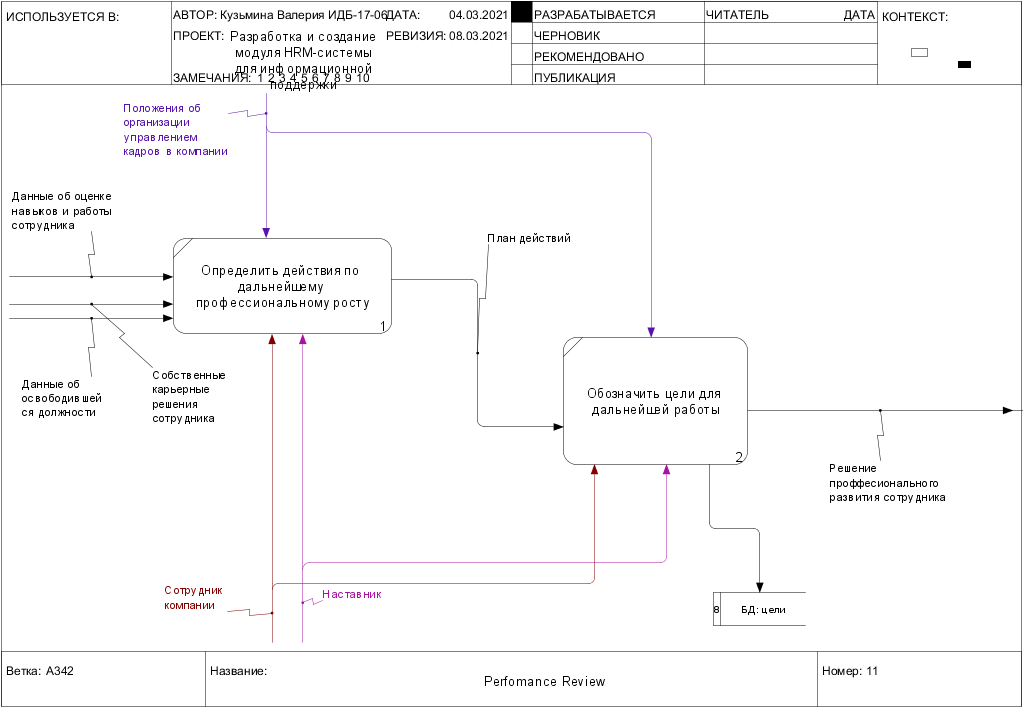 ИСПОЛЬЗУЕТСЯ В:
АВТОР: Кузьмина Валерия ИДБ-17-06
ДАТА: 04.03.2021
РАЗРАБАТЫВАЕТСЯ
ЧИТАТЕЛЬ
ДАТА
КОНТЕКСТ:
ПРОЕКТ: Разработка и создание
модуля HRM-системы
для информационной
поддержки
РЕВИЗИЯ: 08.03.2021
ЧЕРНОВИК
РЕКОМЕНДОВАНО
ЗАМЕЧАНИЯ: 1 2 3 4 5 6 7 8 9 10
ПУБЛИКАЦИЯ
Положения об
организации
управлением
кадров в компании
Данные об оценке
навыков и работы
сотрудника
План действий
Определить действия по
дальнейшему
профессиональному росту
1
Данные об
освободившей
ся должности
Собственные
карьерные
решения
сотрудника
Обозначить цели для
дальнейшей работы
2
Решение
проффесионального
развития сотрудника
Сотрудник
компании
Наставник
8
БД: цели
Ветка: A342
Название:
Perfomance Review
Номер: 11